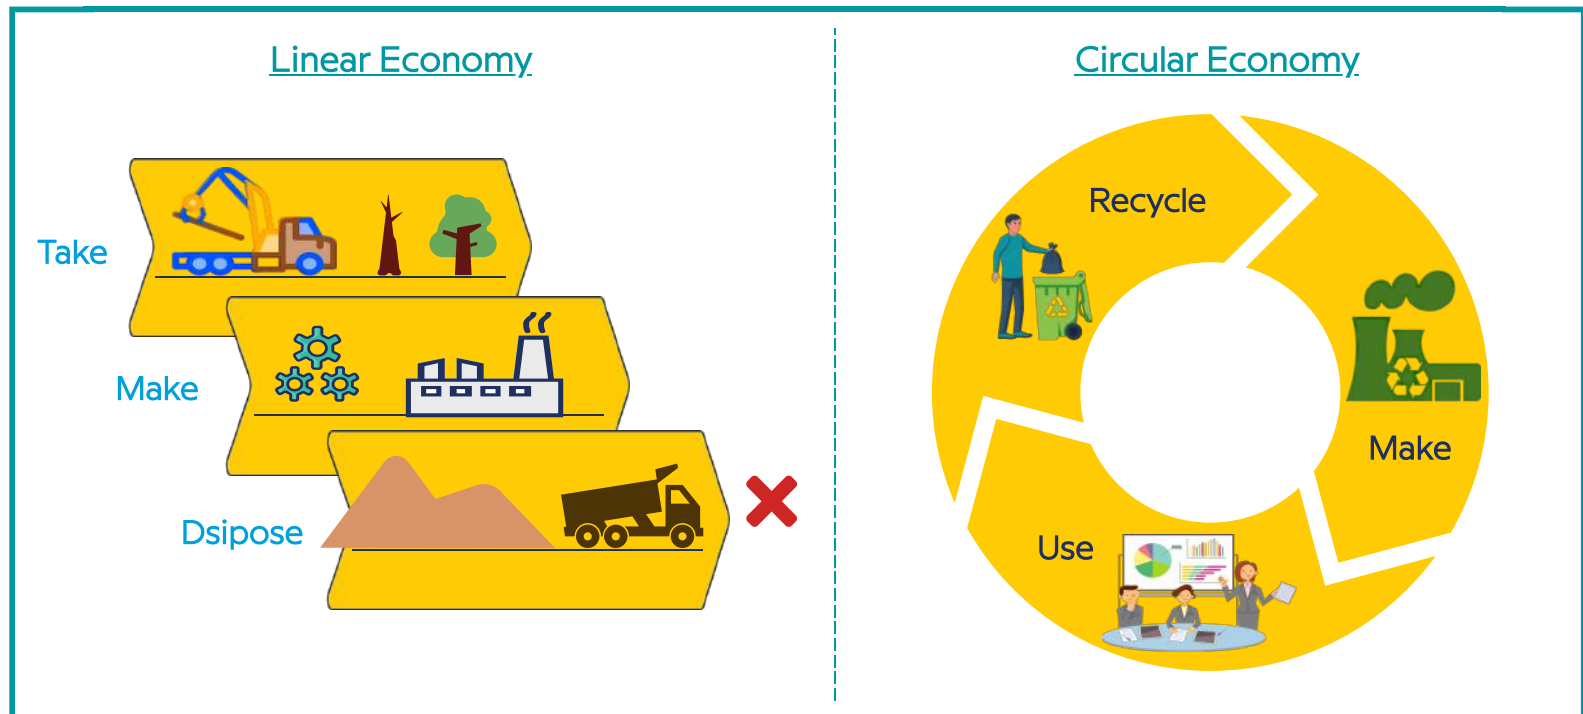 Linear Economy
Take
Make
Dsipose
Circular Economy
Recycle
Make
Use